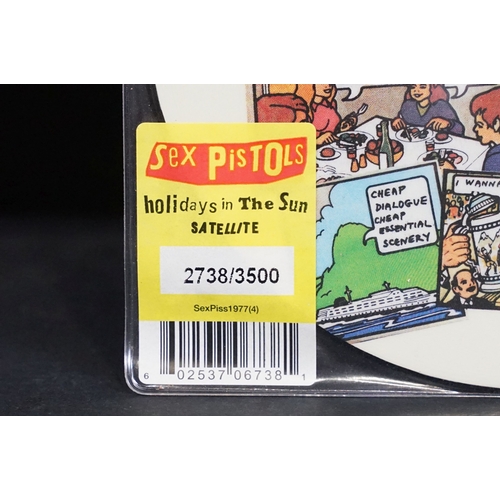 Sex PiSTOLS
holidays in The Sun
SATELLITE
2738/3500
SexPiss1977(4)
6 02537 06738 1
CHEAP
DIALOGUE
CHEAP
ESSENTIAL
SCENERY
I WANNA